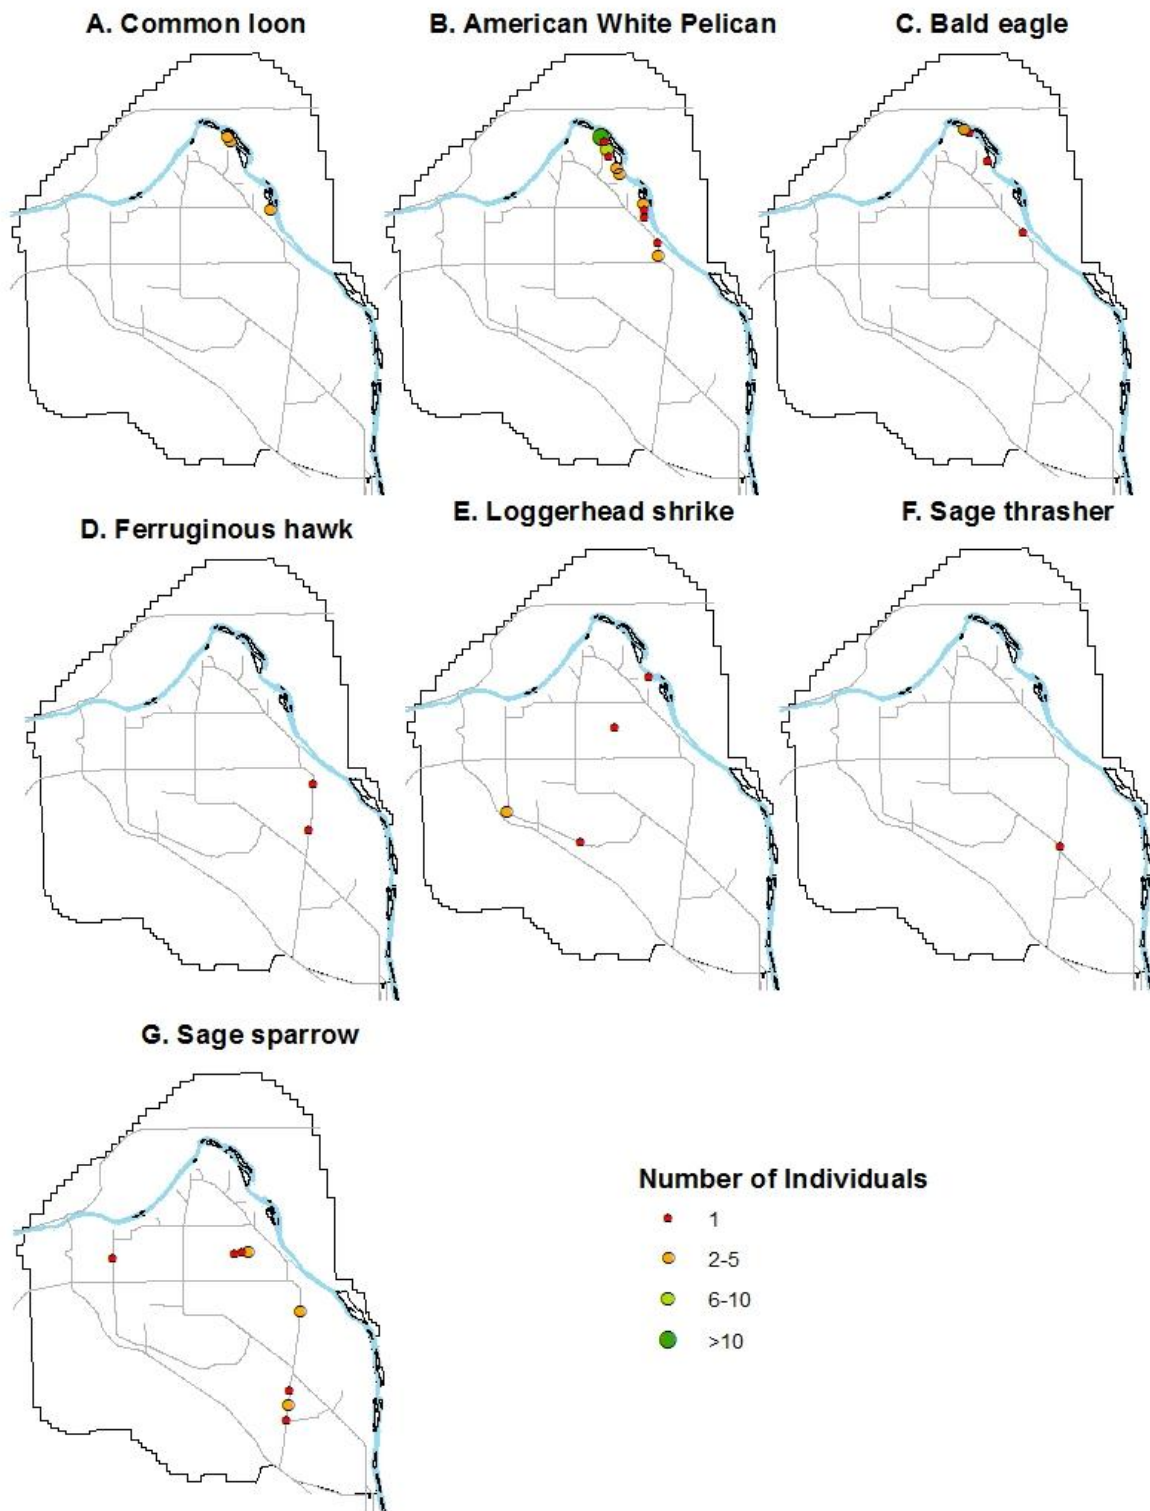 A. Common loon
B. American White Pelican
C. Bald eagle
D. Ferruginous hawk
E. Loggerhead shrike
F. Sage thrasher
G. Sage sparrow
Number of Individuals
1
2-5
6-10
>10